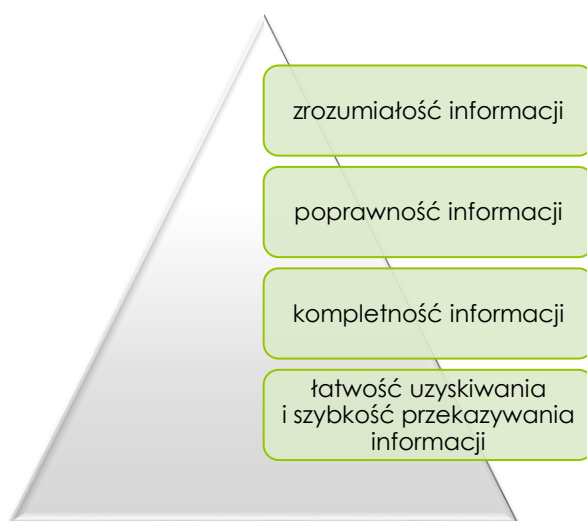 zrozumiałość informacji
poprawność informacji
kompletność informacji
łatwość uzyskiwania
i szybkość przekazywania
informacji